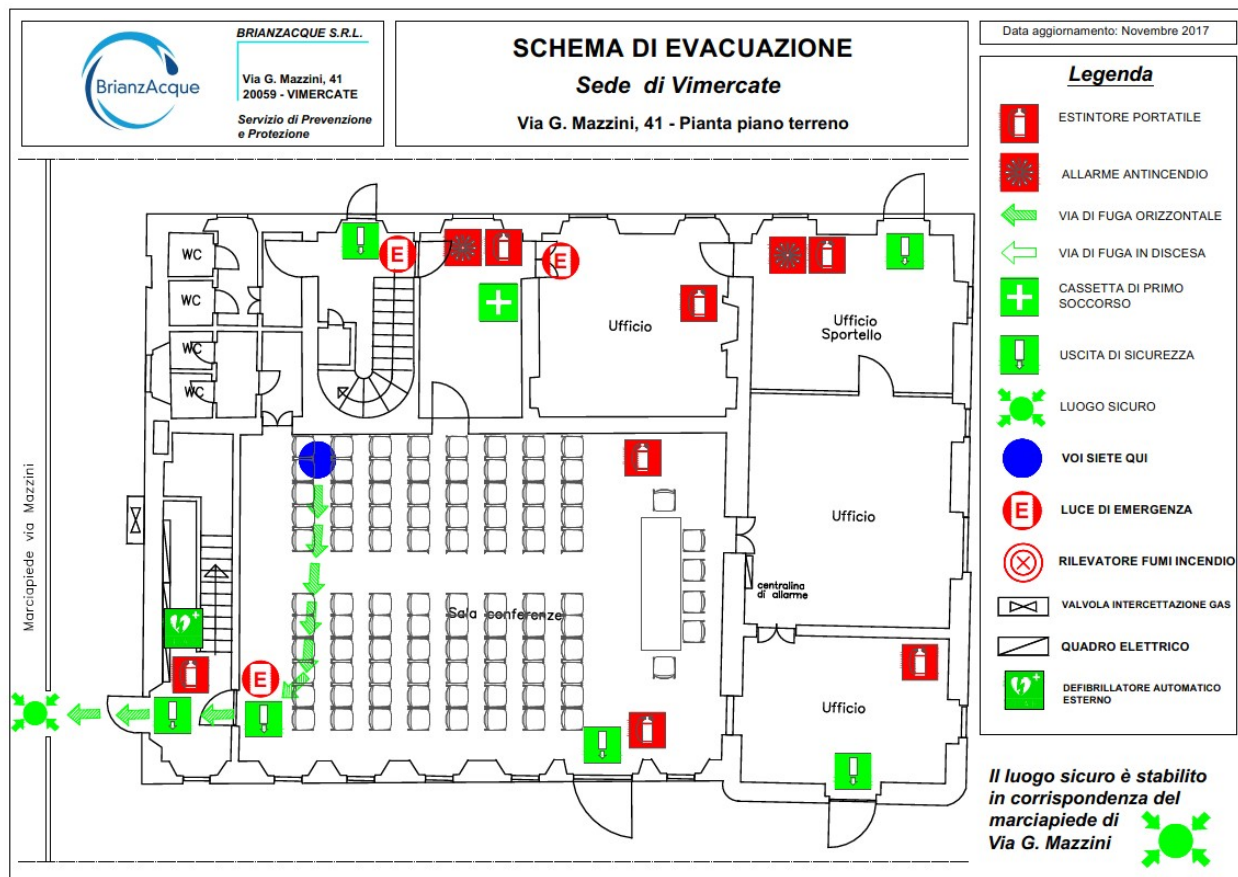 BRIANZACQUE S.R.L.
BrianzAcque
Via G. Mazzini, 41
20059 - VIMERCATE
Servizio di Prevenzione
e Protezione
SCHEMA DI EVACUAZIONE
Sede di Vimercate
Via G. Mazzini, 41 - Pianta piano terreno
Data aggiornamento: Novembre 2017
Legenda
ESTINTORE PORTATILE
ALLARME ANTINCENDIO
VIA DI FUGA ORIZZONTALE
VIA DI FUGA IN DISCESA
CASSETTA DI PRIMO
SOCCORSO
USCITA DI SICUREZZA
LUOGO SICURO
VOI SIETE QUI
E
LUCE DI EMERGENZA
RILEVATORE FUMI INCENDIO
VALVOLA INTERCETTAZIONE GAS
QUADRO ELETTRICO
DEFIBRILLATORE AUTOMATICO
ESTERNO
Il luogo sicuro è stabilito
in corrispondenza del
marciapiede di
Via G. Mazzini
WC
WC
WC
WC
E
E
Ufficio
Ufficio
Sportello
Marciapiede via Mazzini
Ufficio
centralina
di allarme
Sala conferenze
E
Ufficio